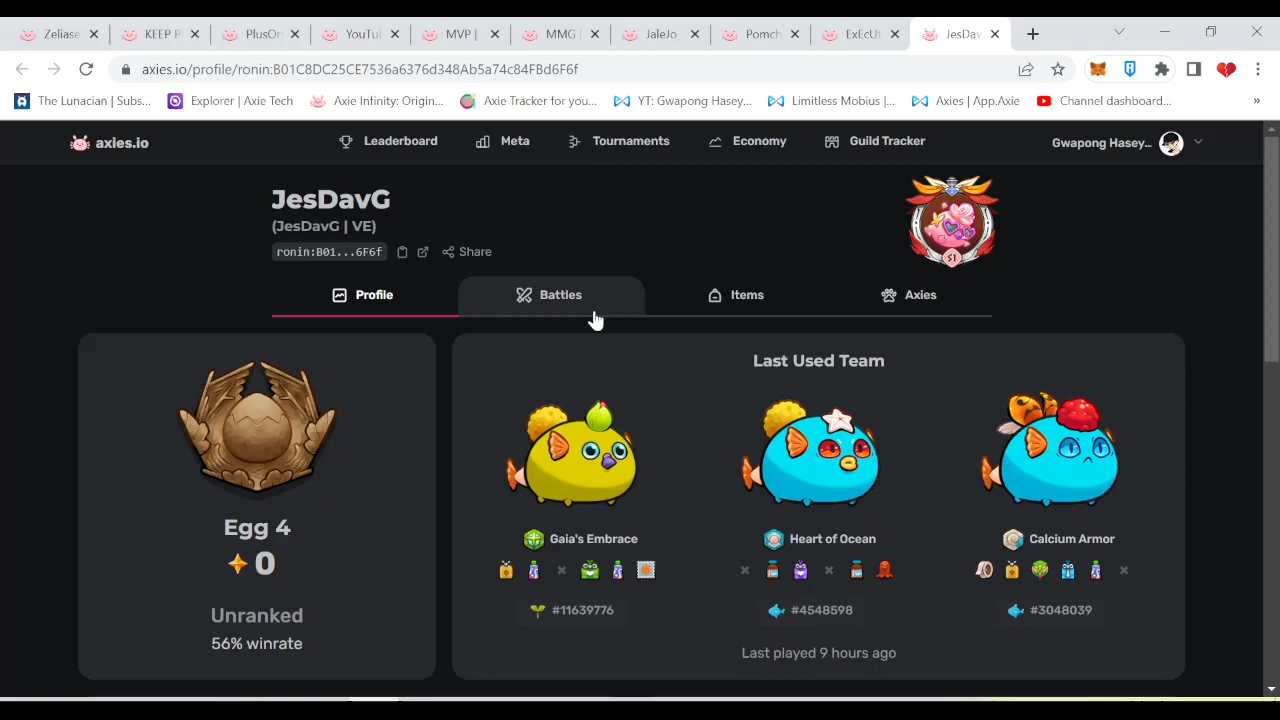 Zeliase
KEEP P
PlusOr
YouTul
MVP |
MMG |
JaleJo
Pomch
ExEcUt
JesDav
axies.io/profile/ronin:B01C8DC25CE7536a6376d348Ab5a74c84FBd6F6f
The Lunacian | Subs...
Explorer | Axie Tech
Axie Infinity: Origin...
Axie Tracker for you...
YT: Gwapong Hasey,...
Limitless Mobius |...
Axies | App.Axie
Channel dashboard...
»
axies.io
Leaderboard
Meta
Tournaments
Economy
Guild Tracker
Gwapong Hasey...
JesDavG
(JesDavG | VE)
ronin:B01...6F6f
Share
S1
Profile
Battles
Items
Axies
Egg 4
0
Unranked
56% winrate
Last Used Team
Gaia's Embrace
Heart of Ocean
Calcium Armor
#11639776
#4548598
#3048039
Last played 9 hours ago